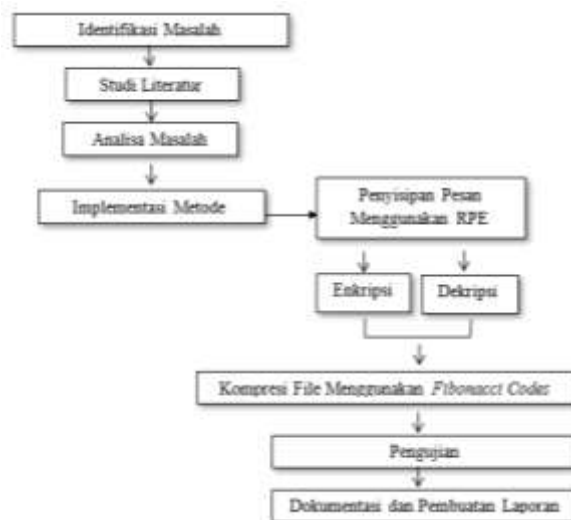 Identifikasi Masalah
Studi Literatur
Analisa Masalah
Implementasi Metode
Penyisipan Pesan
Menggunakan RPE
Enkripsi
Dekripsi
Kompresi File Menggunakan Fibonacci Codes
Pengujian
Dokumentasi dan Pembuatan Laporan